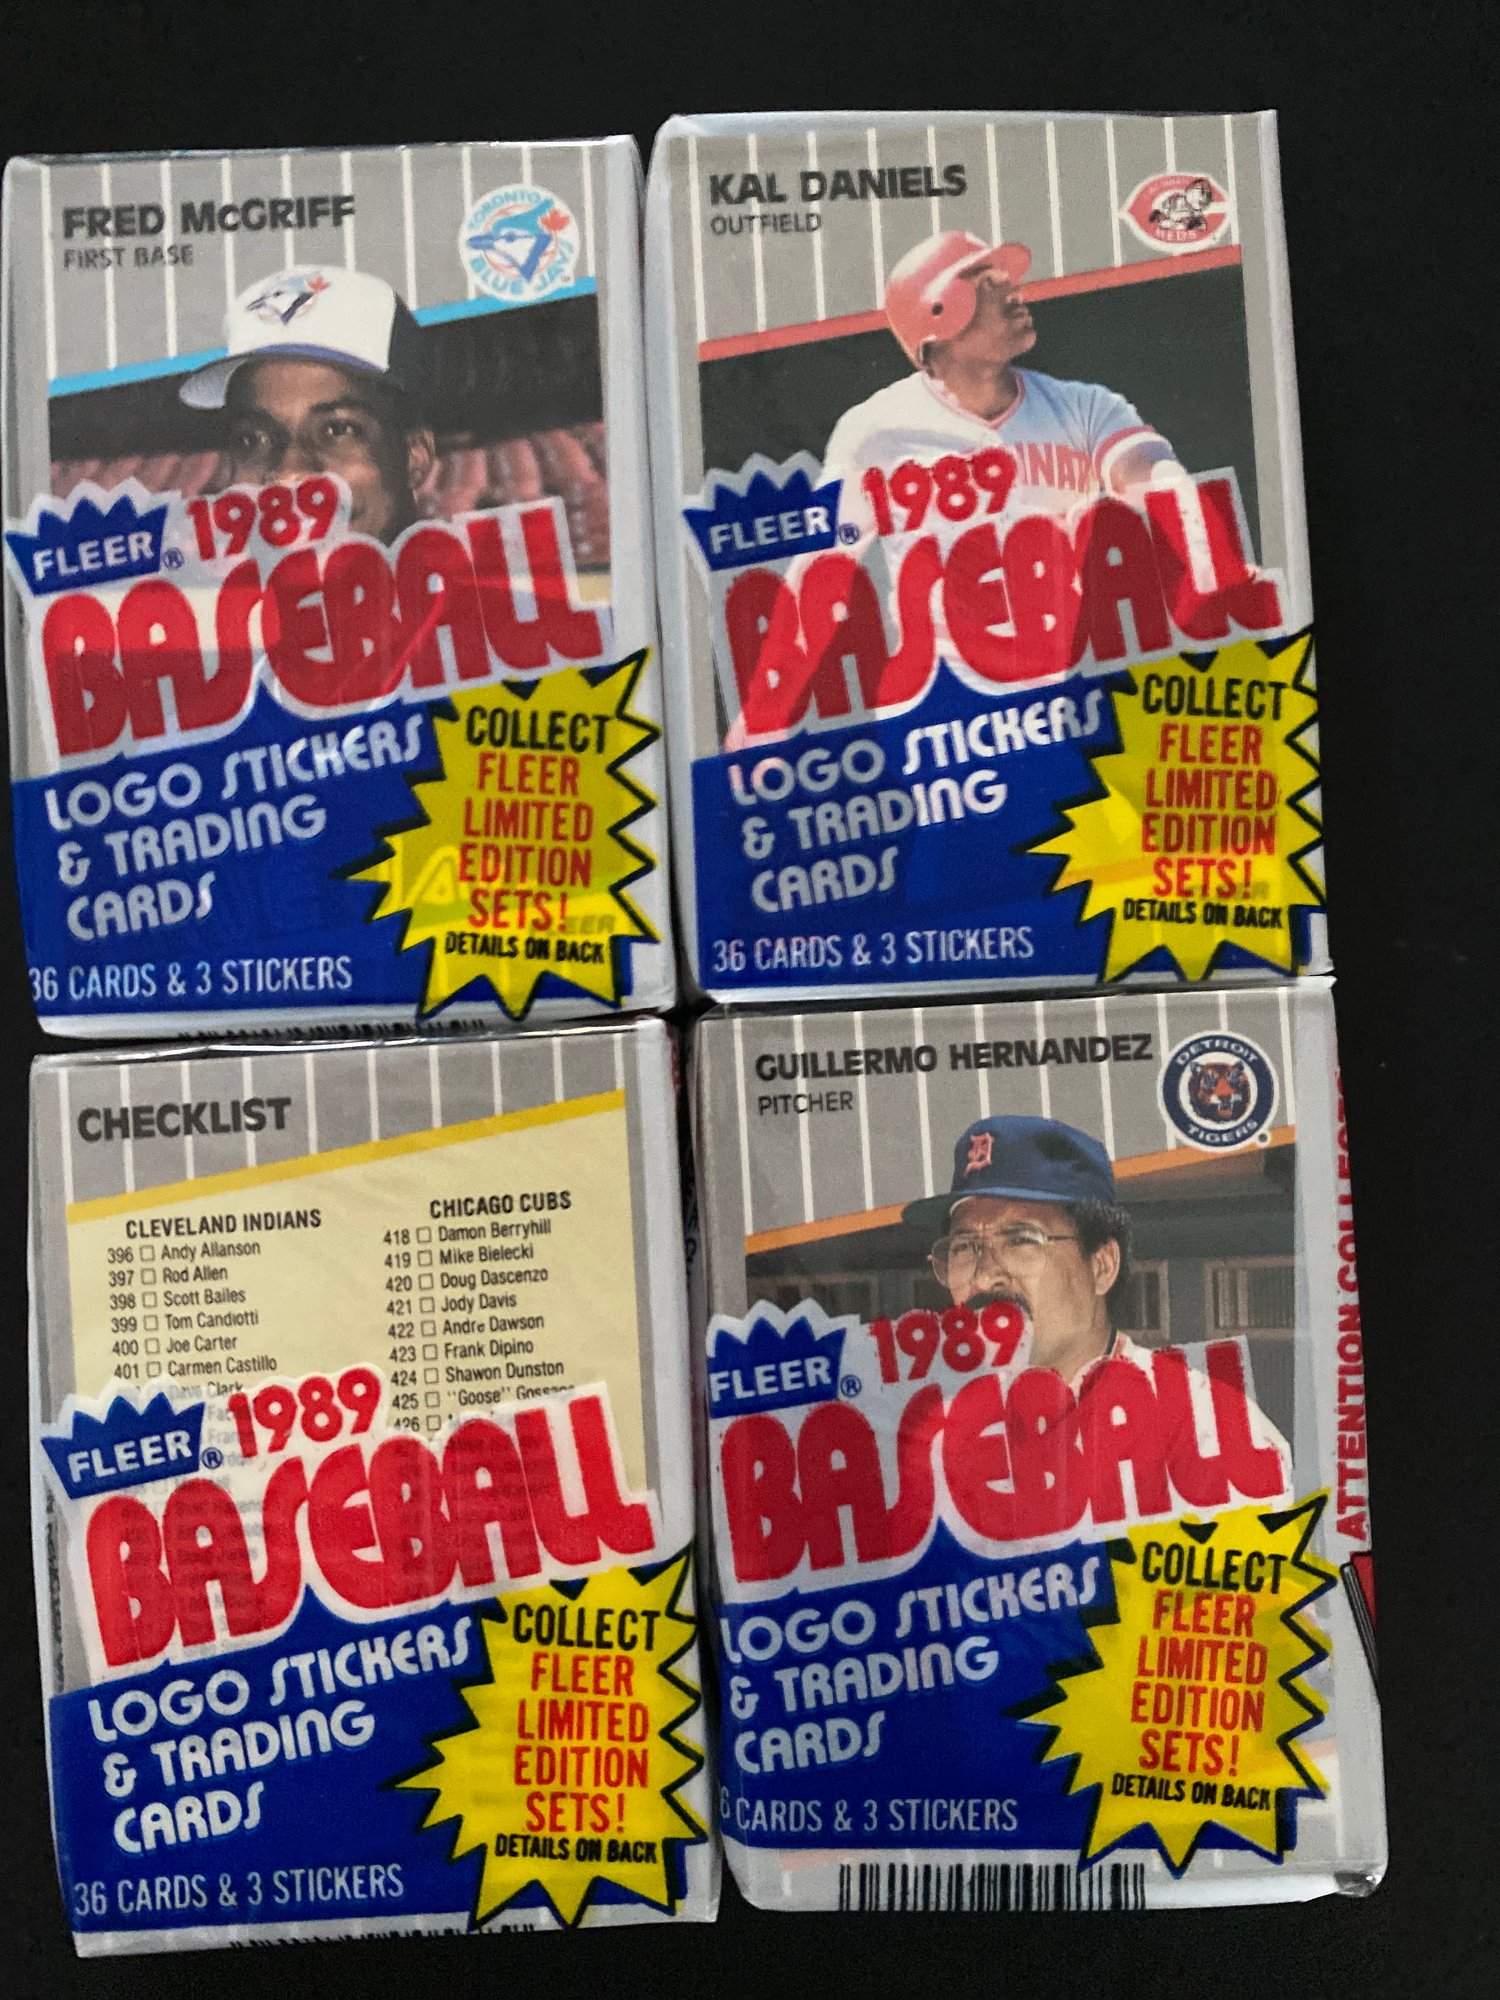 FRED McGRIFF
FIRST BASE
TORONTO
BLUE JAYS
FLEER® 1989
BASEBALL
LOGO STICKERS
& TRADING
CARDS
36 CARDS & 3 STICKERS
COLLECT
FLEER
LIMITED
EDITION
SETS!
DETAILS ON BACK
KAL DANIELS
OUTFIELD
REDS
FLEER® 1989
BASEBALL
LOGO STICKERS
& TRADING
CARDS
36 CARDS & 3 STICKERS
COLLECT
FLEER
LIMITED
EDITION
SETS!
DETAILS ON BACK
CHECKLIST
CLEVELAND INDIANS
396 □ Andy Allanson
397 □ Rod Allen
398 □ Scott Bailes
399 □ Tom Candiotti
400 □ Joe Carter
401 □ Carmen Castillo
Dave Clark
CHICAGO CUBS
418 □ Damon Berryhill
419 □ Mike Bielecki
420 □ Doug Dascenzo
421 □ Jody Davis
422 □ Andre Dawson
423 □ Frank Dipino
424 □ Shawon Dunston
425 □ "Goose" Gossage
426 □
FLEER® 1989
BASEBALL
LOGO STICKERS
& TRADING
CARDS
36 CARDS & 3 STICKERS
COLLECT
FLEER
LIMITED
EDITION
SETS!
DETAILS ON BACK
GUILLERMO HERNANDEZ
PITCHER
DETROIT
TIGERS
D
FLEER® 1989
BASEBALL
LOGO STICKERS
& TRADING
CARDS
6 CARDS & 3 STICKERS
COLLECT
FLEER
LIMITED
EDITION
SETS!
DETAILS ON BACK
ATTENTION